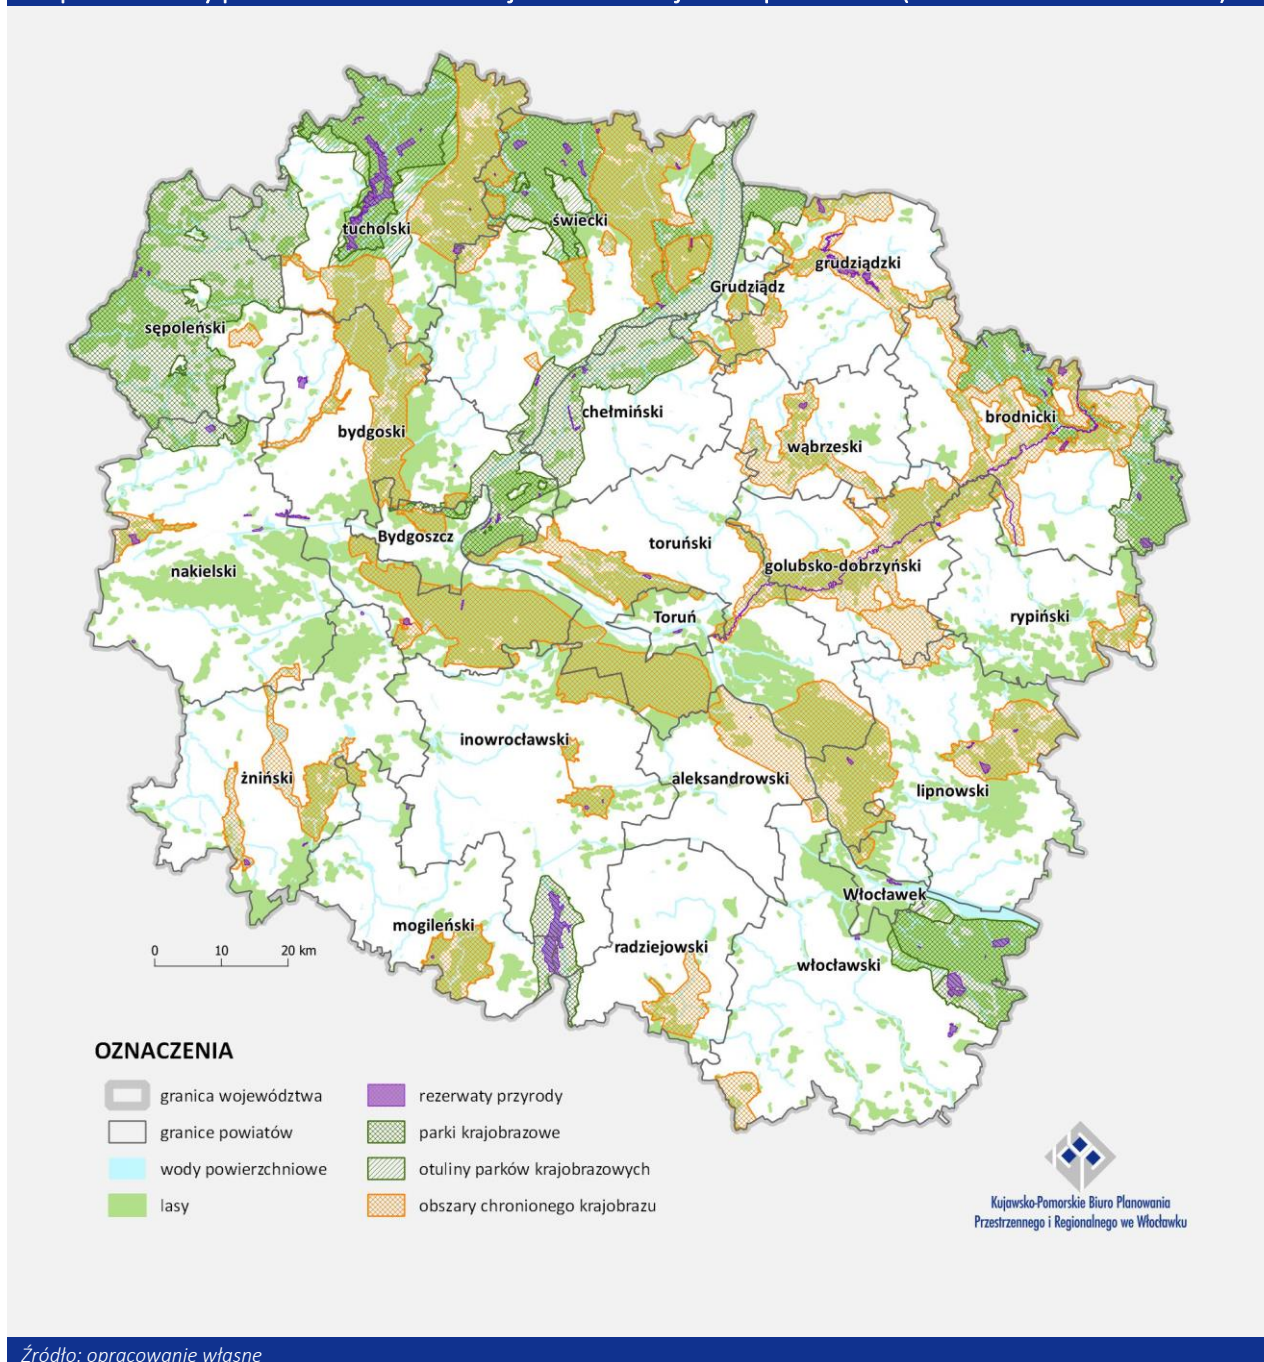 tucholski
świecki
grudziądzki
Grudziądz
sępoleński
chełmiński
brodnicki
bydgoski
wąbrzeski
Bydgoszcz
toruński
nakielski
golubsko-dobrzyński
Toruń
rypiński
inowrocławski
żniński
aleksandrowski
lipnowski
Włocławek
mogileński
radziejowski
włocławski
0 10 20 km
OZNACZENIA
granica województwa
granice powiatów
wody powierzchniowe
lasy
rezerwaty przyrody
parki krajobrazowe
otuliny parków krajobrazowych
obszary chronionego krajobrazu
Kujawsko-Pomorskie Biuro Planowania
Przestrzennego i Regionalnego we Włocławku
Źródło: opracowanie własne